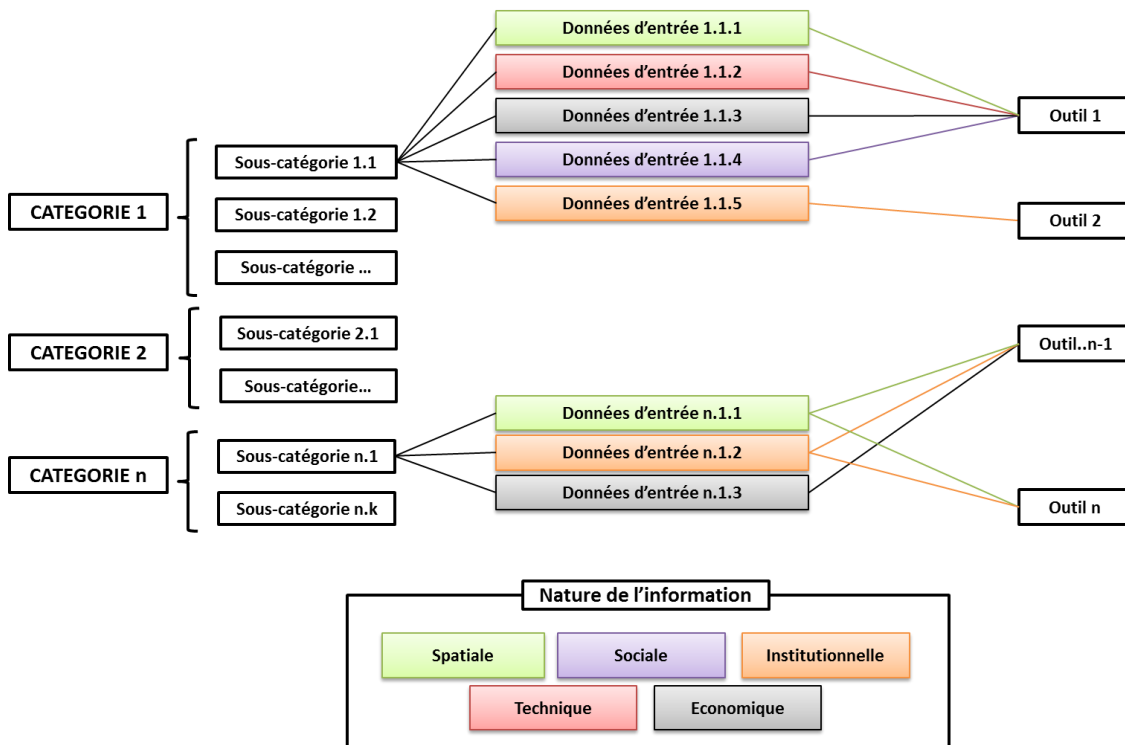 Données d'entrée 1.1.1
Données d'entrée 1.1.2
Données d'entrée 1.1.3
Outil 1
Sous-catégorie 1.1
Données d'entrée 1.1.4
CATEGORIE 1
Sous-catégorie 1.2
Données d'entrée 1.1.5
Outil 2
Sous-catégorie ...
CATEGORIE 2
Sous-catégorie 2.1
Outil..n-1
Sous-catégorie...
Données d'entrée n.1.1
CATEGORIE n
Sous-catégorie n.1
Données d'entrée n.1.2
Données d'entrée n.1.3
Sous-catégorie n.k
Outil n
Nature de l'information
Spatiale
Sociale
Institutionnelle
Technique
Economique